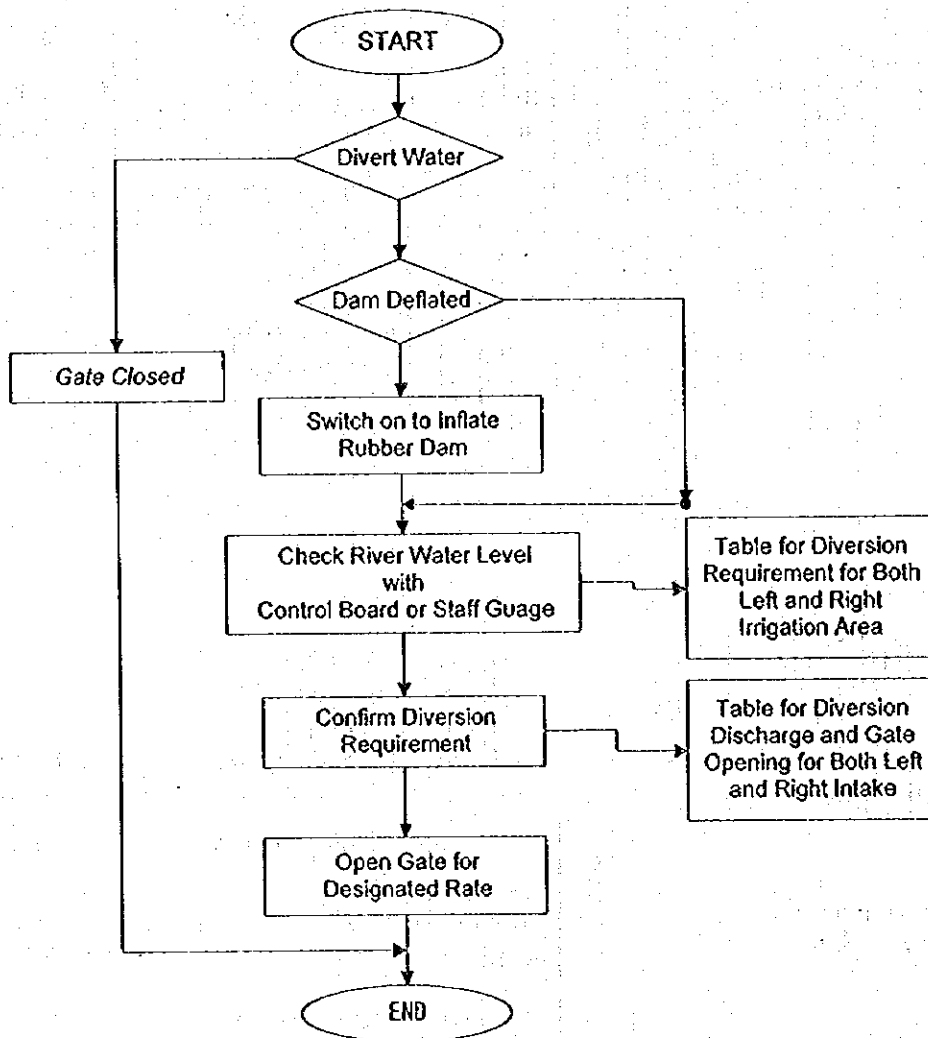 START
Divert Water
Dam Deflated
Gate Closed
Switch on to Inflate
Rubber Dam
Check River Water Level
with
Control Board or Staff Guage
Table for Diversion
Requirement for Both
Left and Right
Irrigation Area
Confirm Diversion
Requirement
Table for Diversion
Discharge and Gate
Opening for Both Left
and Right Intake
Open Gate for
Designated Rate
END